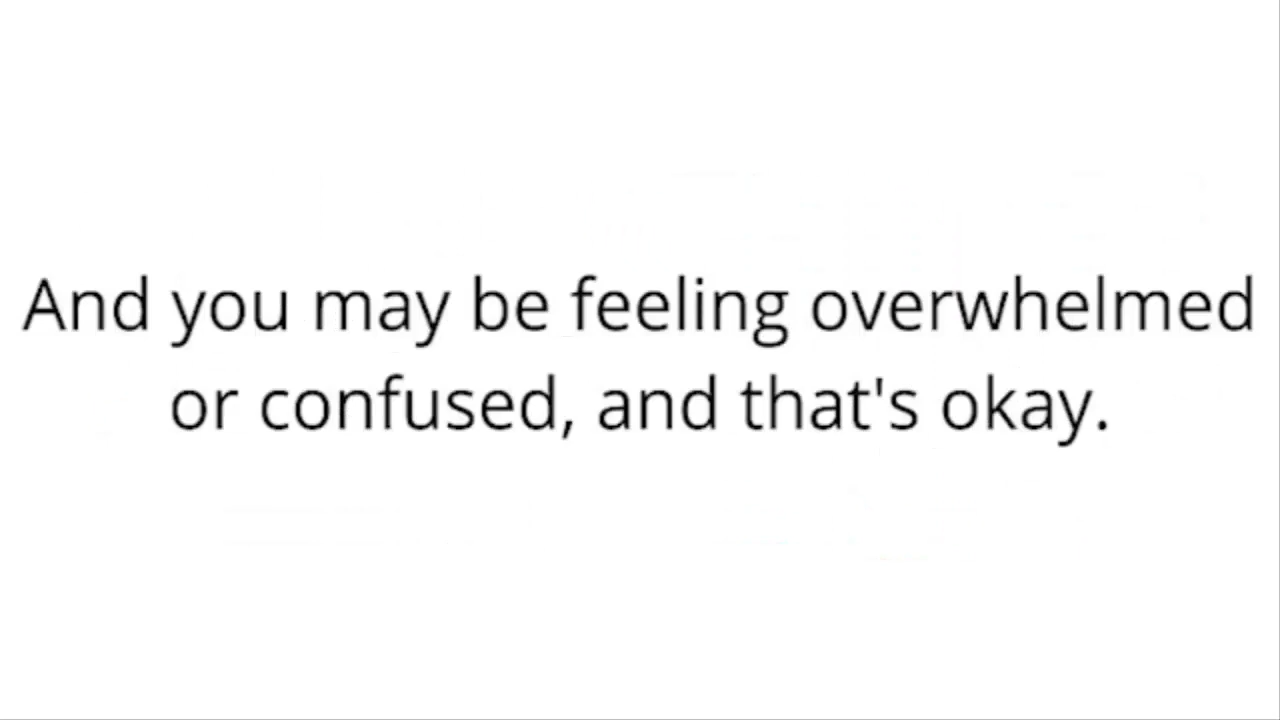 And you may be feeling overwhelmed
or confused, and that's okay.